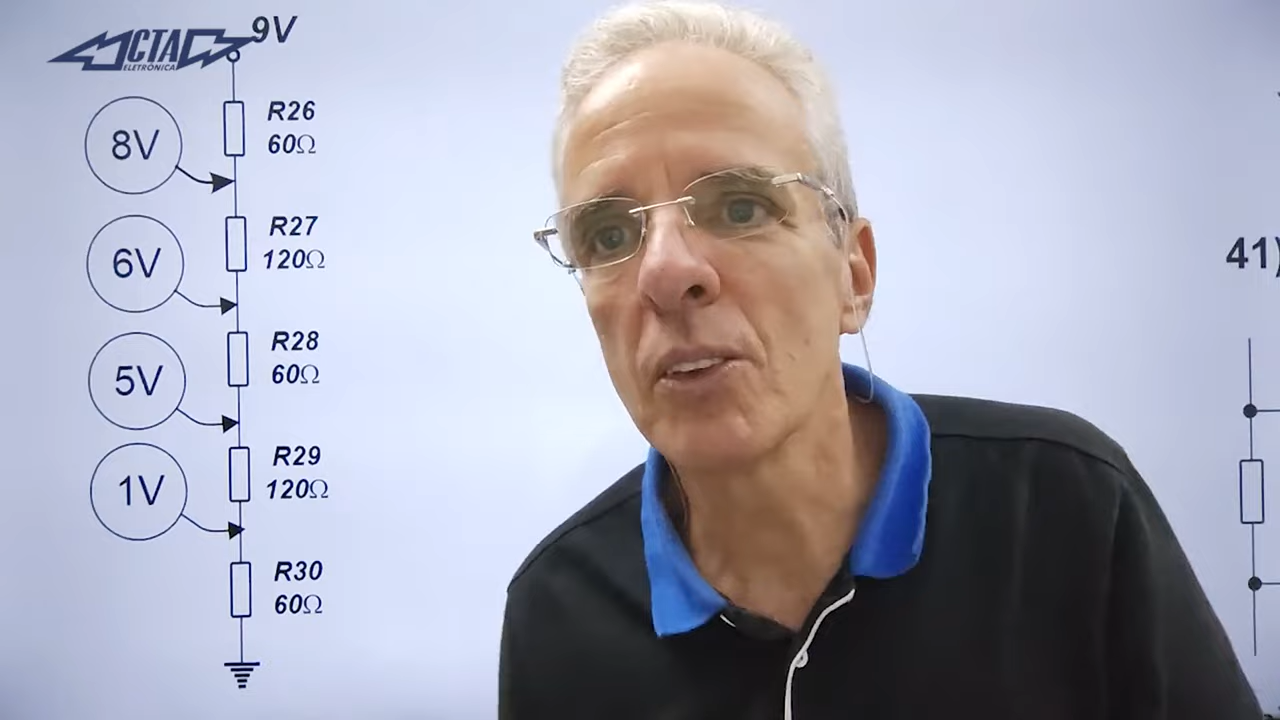 CTA
ELETRÔNICA
9V
R26
60Ω
8V
R27
120Ω
6V
R28
60Ω
5V
R29
120Ω
1V
R30
60Ω
41)